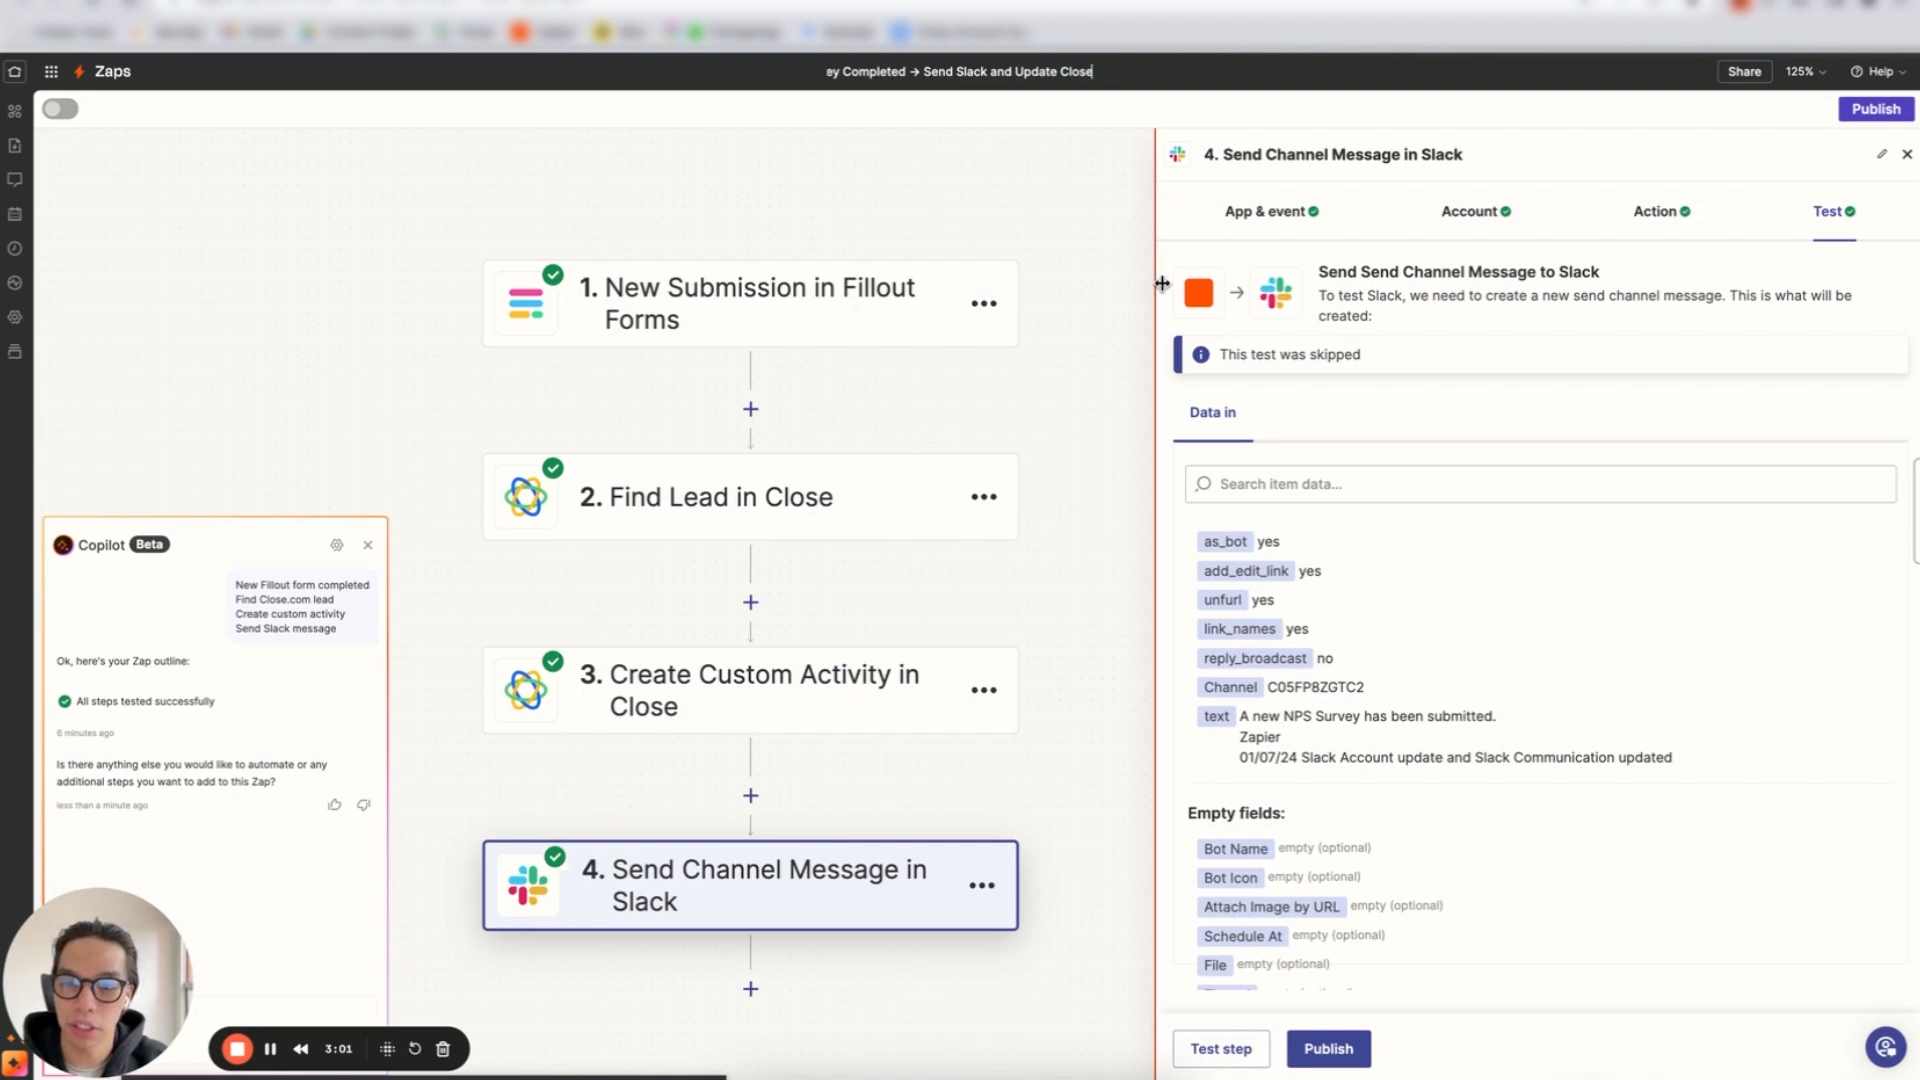 Zaps
ey Completed → Send Slack and Update Close
Share
125%
Help
Publish
4. Send Channel Message in Slack
App & event
Account
Action
Test
Send Send Channel Message to Slack
To test Slack, we need to create a new send channel message. This is what will be
created:
This test was skipped
Data in
Search item data...
as_bot yes
add_edit_link yes
unfurl yes
link_names yes
reply_broadcast no
Channel C05FP8ZGTC2
text A new NPS Survey has been submitted.
Zapier
01/07/24 Slack Account update and Slack Communication updated
Empty fields:
Bot Name empty (optional)
Bot Icon empty (optional)
Attach Image by URL empty (optional)
Schedule At empty (optional)
File empty (optional)
Test step
Publish
1. New Submission in Fillout
Forms
2. Find Lead in Close
3. Create Custom Activity in
Close
4. Send Channel Message in
Slack
Copilot Beta
New Fillout form completed
Find Close.com lead
Create custom activity
Send Slack message
Ok, here's your Zap outline:
All steps tested successfully
6 minutes ago
Is there anything else you would like to automate or any
additional steps you want to add to this Zap?
less than a minute ago
3:01